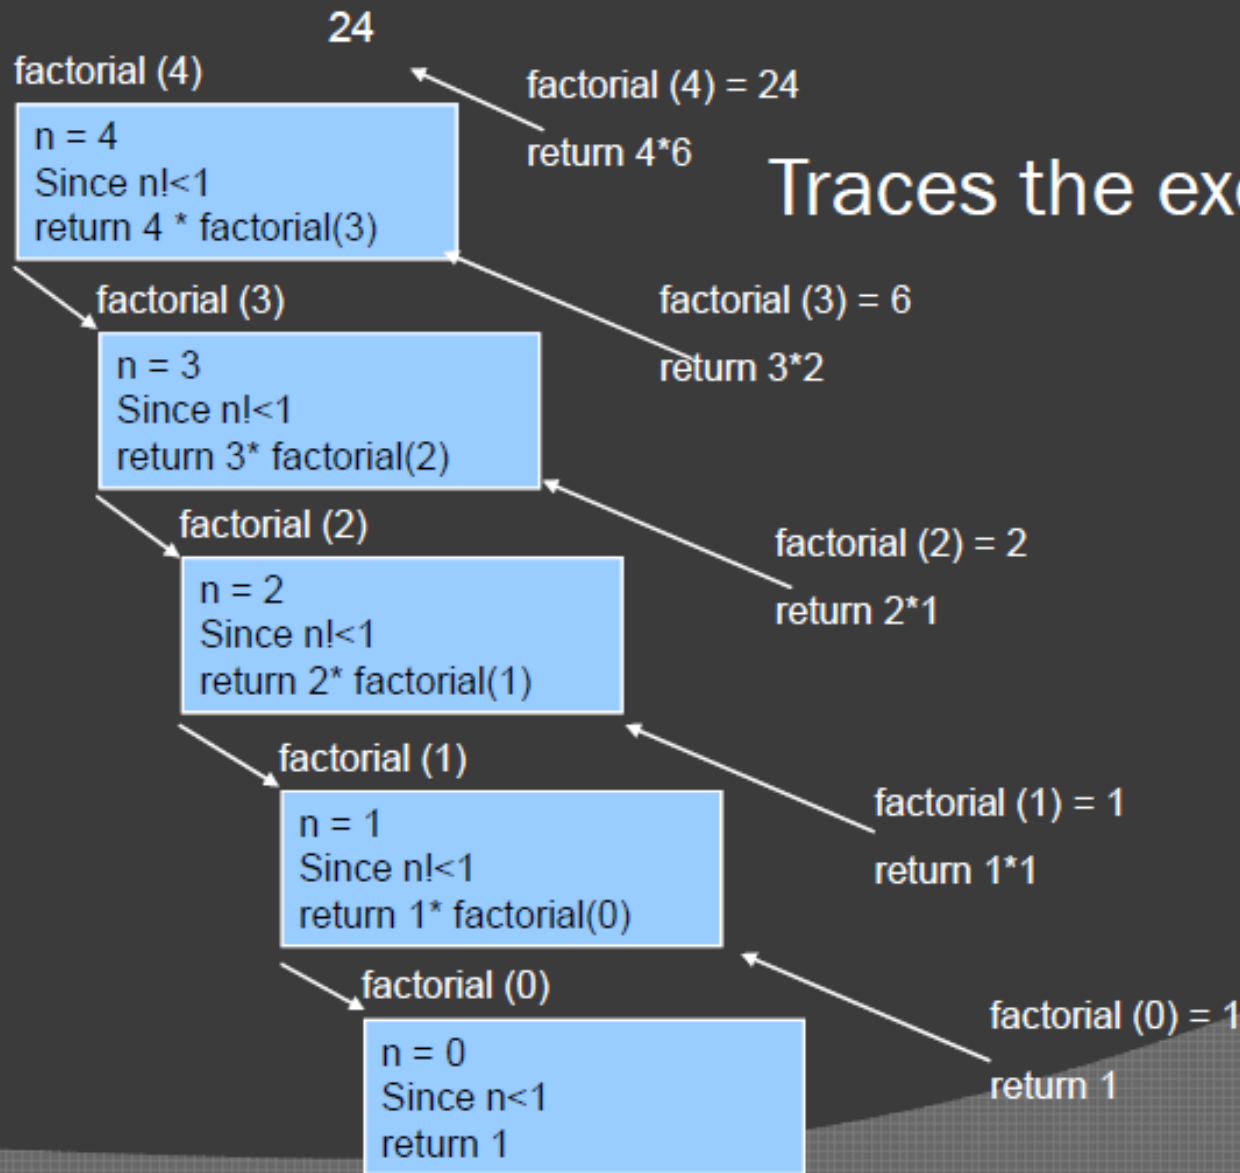 24
factorial (4)
factorial (4) = 24
n = 4
Since n!<1
return 4 * factorial(3)
return 4*6
Traces the exe
factorial (3)
factorial (3) = 6
n = 3
Since n!<1
return 3* factorial(2)
return 3*2
factorial (2)
factorial (2) = 2
n = 2
Since n!<1
return 2* factorial(1)
return 2*1
factorial (1)
factorial (1) = 1
n = 1
Since n!<1
return 1* factorial(0)
return 1*1
factorial (0)
factorial (0) = 1
n = 0
Since n<1
return 1
return 1